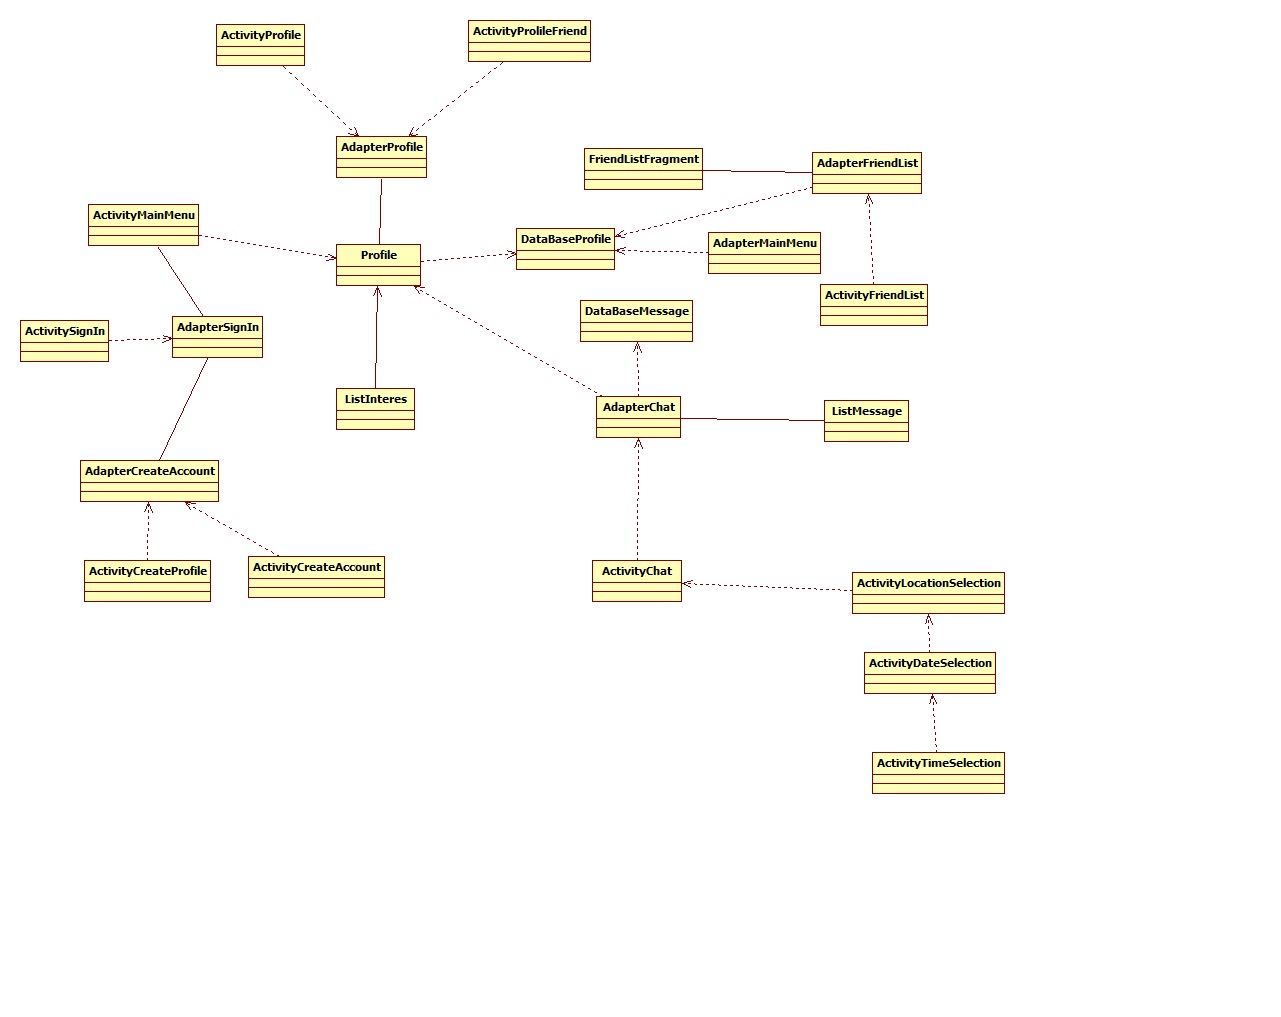 ActivityProfile
ActivityProlileFriend
AdapterProfile
FriendListFragment
AdapterFriendList
ActivityMainMenu
DataBaseProfile
AdapterMainMenu
Profile
ActivityFriendList
DataBaseMessage
ActivitySignIn
AdapterSignIn
ListInteres
AdapterChat
ListMessage
AdapterCreateAccount
ActivityCreateProfile
ActivityCreateAccount
ActivityChat
ActivityLocationSelection
ActivityDateSelection
ActivityTimeSelection